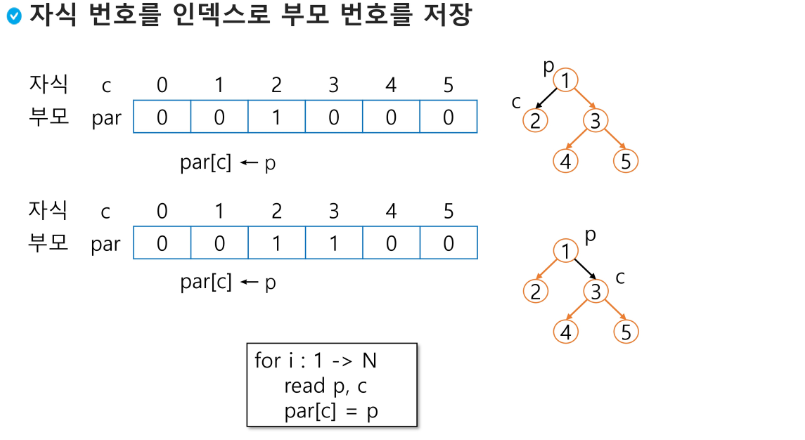 자식 번호를 인덱스로 부모 번호를 저장
자식 c 0 1 2 3 4 5
부모 par 0 0 1 0 0 0
par[c] ← p
p
1
c
2 3
4 5
자식 c 0 1 2 3 4 5
부모 par 0 0 1 1 0 0
par[c] ← p
p
1
c
2 3
4 5
for i : 1 -> N
read p, c
par[c] = p